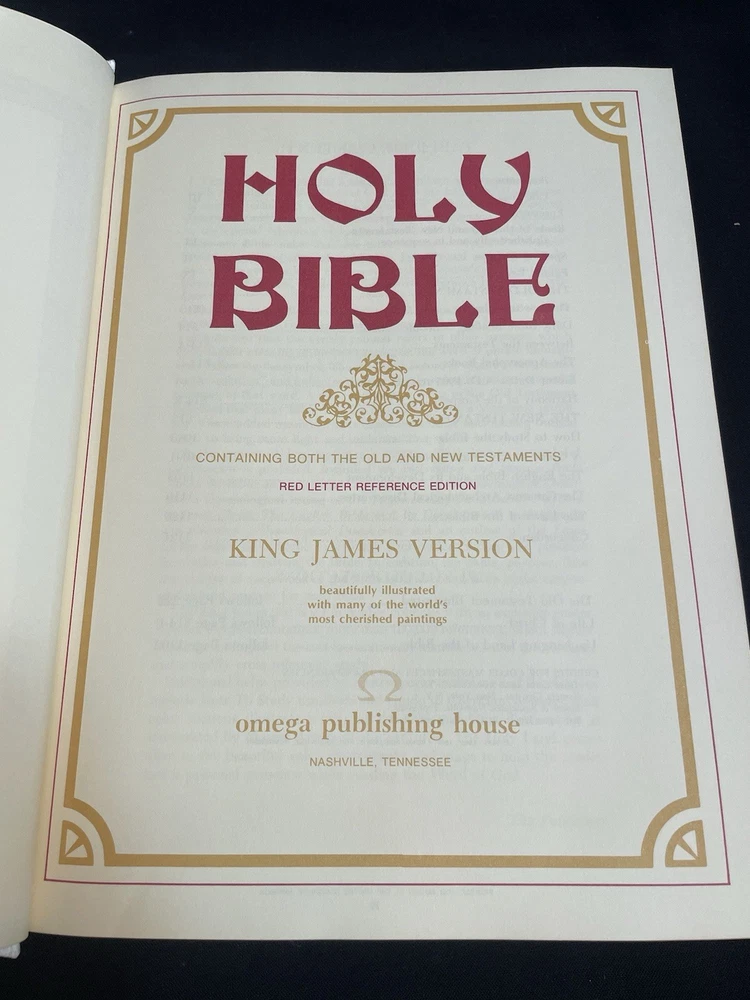 HOLY
BIBLE
CONTAINING BOTH THE OLD AND NEW TESTAMENTS
RED LETTER REFERENCE EDITION
KING JAMES VERSION
beautifully illustrated
with many of the world's
most cherished paintings
Ω
omega publishing house
NASHVILLE, TENNESSEE